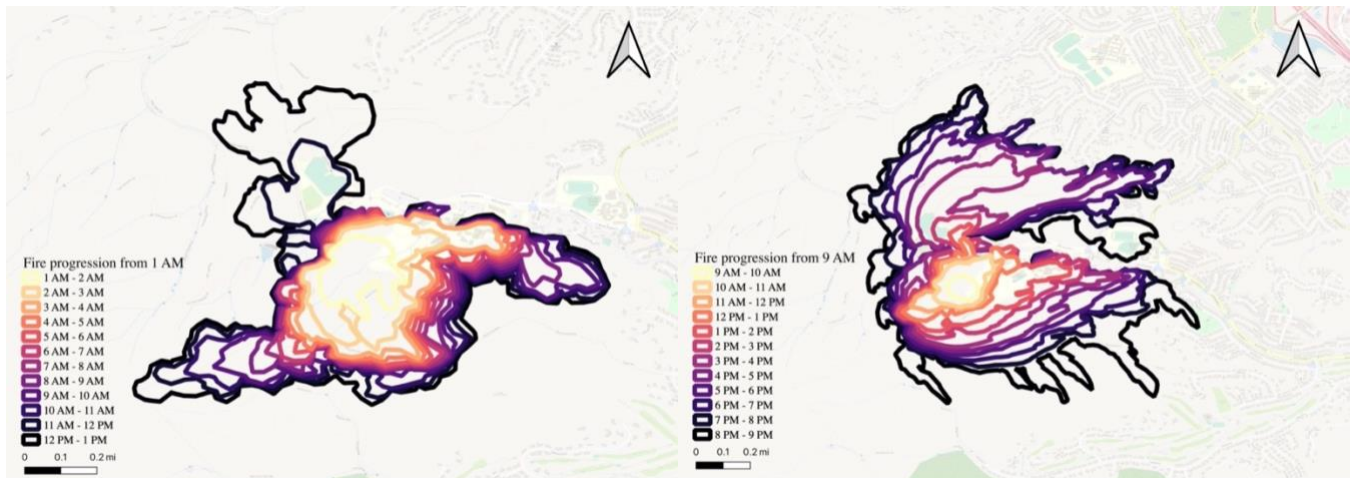 Fire progression from 1 AM
1 AM - 2 AM
2 AM - 3 AM
3 AM - 4 AM
4 AM - 5 AM
5 AM - 6 AM
6 AM - 7 AM
7 AM - 8 AM
8 AM - 9 AM
9 AM - 10 AM
10 AM - 11 AM
11 AM - 12 PM
12 PM - 1 PM
0 0.1 0.2 mi
Fire progression from 9 AM
9 AM - 10 AM
10 AM - 11 AM
11 AM - 12 PM
12 PM - 1 PM
1 PM - 2 PM
2 PM - 3 PM
3 PM - 4 PM
4 PM - 5 PM
5 PM - 6 PM
6 PM - 7 PM
7 PM - 8 PM
8 PM - 9 PM
0 0.1 0.2 mi